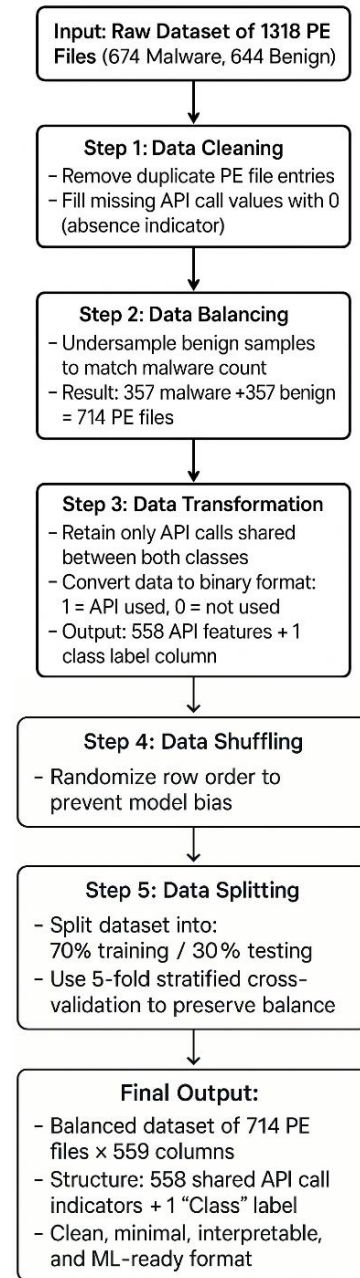 Input: Raw Dataset of 1318 PE
Files (674 Malware, 644 Benign)
Step 1: Data Cleaning
– Remove duplicate PE file entries
– Fill missing API call values with 0
(absence indicator)
Step 2: Data Balancing
– Undersample benign samples
to match malware count
– Result: 357 malware +357 benign
= 714 PE files
Step 3: Data Transformation
– Retain only API calls shared
between both classes
– Convert data to binary format:
1 = API used, 0 = not used
– Output: 558 API features + 1
class label column
Step 4: Data Shuffling
– Randomize row order to
prevent model bias
Step 5: Data Splitting
– Split dataset into:
70% training / 30% testing
– Use 5-fold stratified cross-
validation to preserve balance
Final Output:
– Balanced dataset of 714 PE
files × 559 columns
– Structure: 558 shared API call
indicators + 1 “Class” label
– Clean, minimal, interpretable,
and ML-ready format